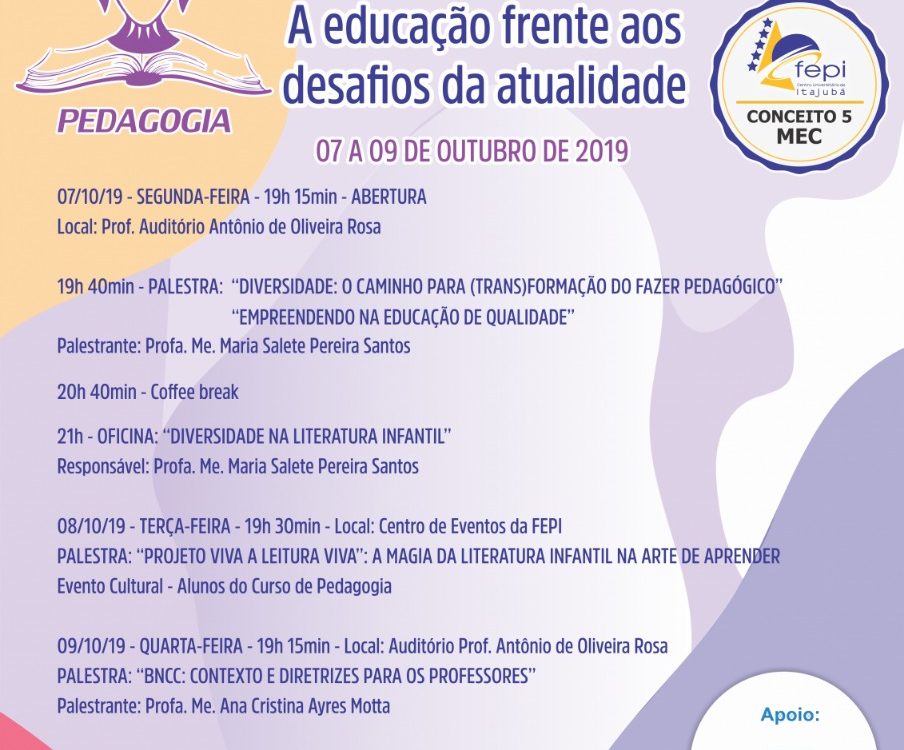 A educação frente aos
desafios da atualidade
PEDAGOGIA
fepi
Centro Universitário de
Itajubá
CONCEITO 5
MEC
07 A 09 DE OUTUBRO DE 2019
07/10/19 - SEGUNDA-FEIRA - 19h 15min - ABERTURA
Local: Prof. Auditório Antônio de Oliveira Rosa
19h 40min - PALESTRA: “DIVERSIDADE: O CAMINHO PARA (TRANS)FORMAÇÃO DO FAZER PEDAGÓGICO”
“EMPREENDENDO NA EDUCAÇÃO DE QUALIDADE”
Palestrante: Profa. Me. Maria Salete Pereira Santos
20h 40min - Coffee break
21h - OFICINA: “DIVERSIDADE NA LITERATURA INFANTIL”
Responsável: Profa. Me. Maria Salete Pereira Santos
08/10/19 - TERÇA-FEIRA - 19h 30min - Local: Centro de Eventos da FEPI
PALESTRA: “PROJETO VIVA A LEITURA VIVA”: A MAGIA DA LITERATURA INFANTIL NA ARTE DE APRENDER
Evento Cultural - Alunos do Curso de Pedagogia
09/10/19 - QUARTA-FEIRA - 19h 15min - Local: Auditório Prof. Antônio de Oliveira Rosa
PALESTRA: “BNCC: CONTEXTO E DIRETRIZES PARA OS PROFESSORES”
Palestrante: Profa. Me. Ana Cristina Ayres Motta
Apoio: